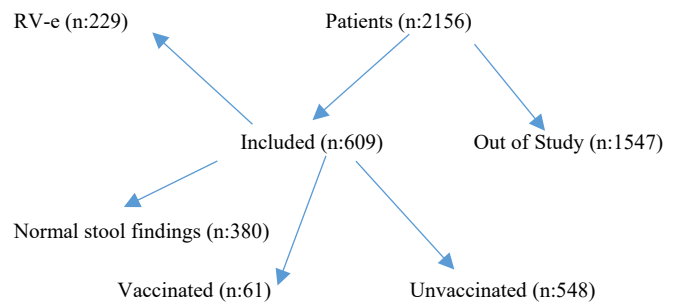 RV-e (n:229)
Patients (n:2156)
Included (n:609)
Out of Study (n:1547)
Normal stool findings (n:380)
Vaccinated (n:61)
Unvaccinated (n:548)